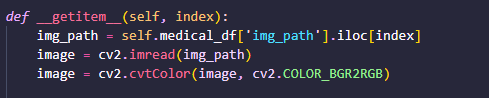 def __getitem__(self, index):
    img_path = self.medical_df['img_path'].iloc[index]
    image = cv2.imread(img_path)
    image = cv2.cvtColor(image, cv2.COLOR_BGR2RGB)